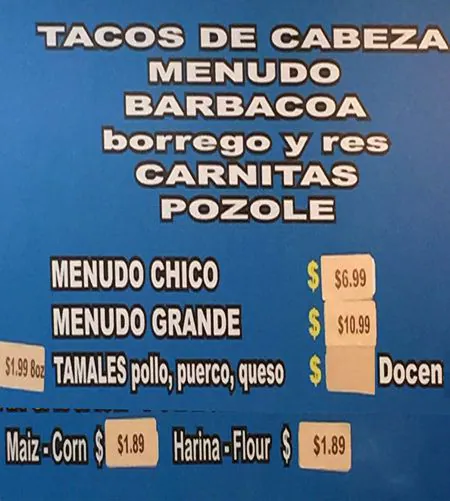 TACOS DE CABEZA
MENUDO
BARBACOA
borrego y res
CARNITAS
POZOLE
MENUDO CHICO $ $6.99
MENUDO GRANDE $ $10.99
$1.99 8oz TAMALES pollo, puerco, queso $ Docen
Maiz - Corn $ $1.89 Harina - Flour $ $1.89